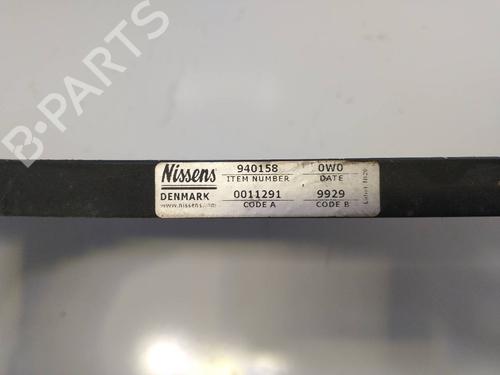 B-PARTS
Nissens
940158
0W0
ITEM NUMBER
DATE
DENMARK
0011291
9929
www.nissens.com
CODE A
CODE B